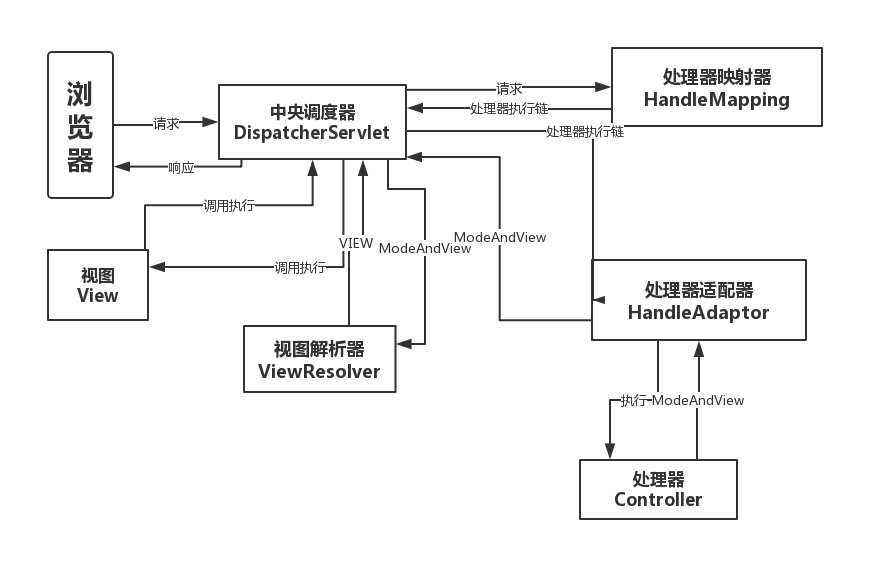 浏
览
器
请求
响应
中央调度器
DispatcherServlet
请求
处理器执行链
处理器执行链
处理器映射器
HandleMapping
调用执行
调用执行
VIEW
ModeAndView
ModeAndView
视图
View
视图解析器
ViewResolver
处理器适配器
HandleAdaptor
执行
ModeAndView
处理器
Controller